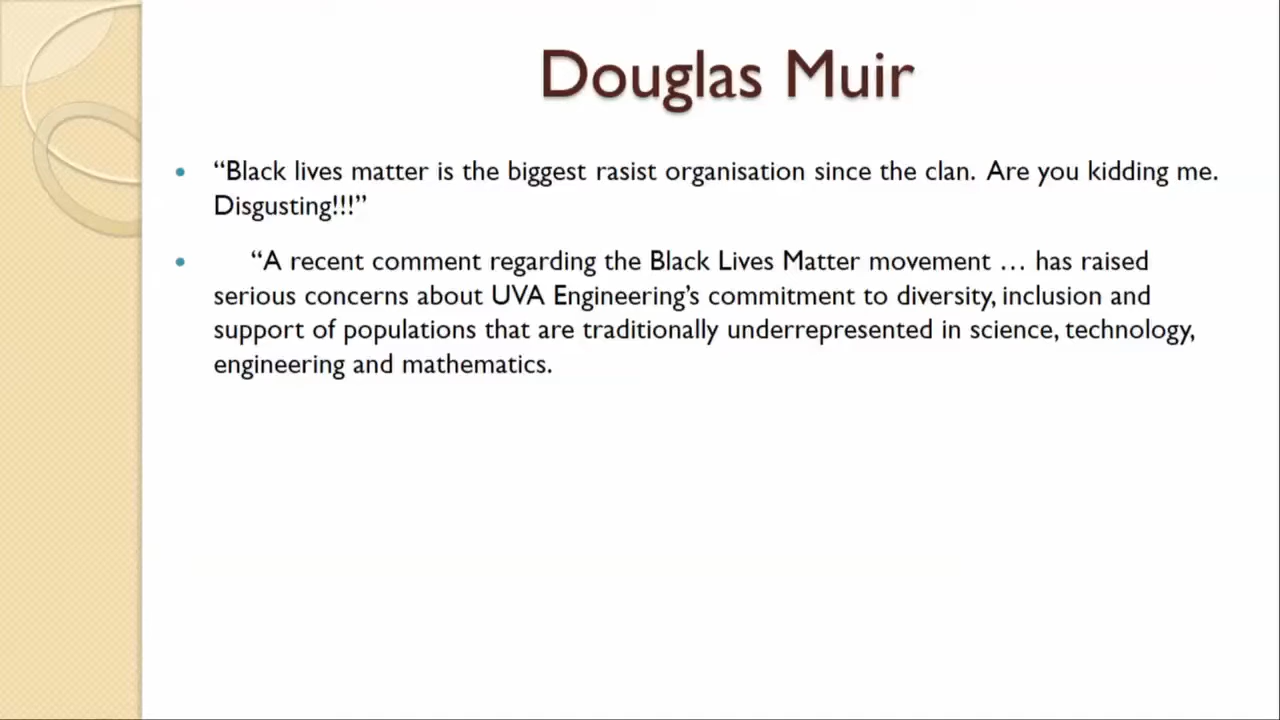 Douglas Muir
“Black lives matter is the biggest rasist organisation since the clan. Are you kidding me.
Disgusting!!!”
“A recent comment regarding the Black Lives Matter movement … has raised
serious concerns about UVA Engineering’s commitment to diversity, inclusion and
support of populations that are traditionally underrepresented in science, technology,
engineering and mathematics.